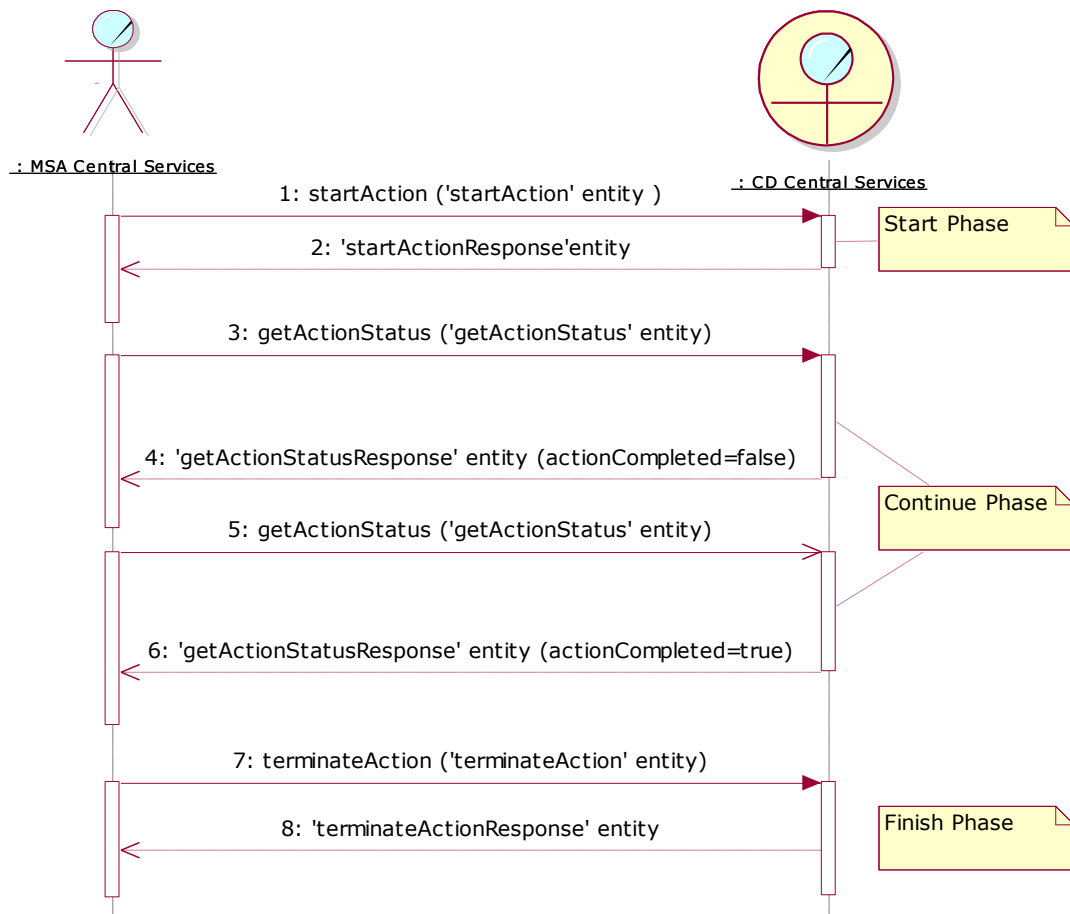 : MSA Central Services
: CD Central Services
1: startAction ('startAction' entity )
Start Phase
2: 'startActionResponse'entity
3: getActionStatus ('getActionStatus' entity)
4: 'getActionStatusResponse' entity (actionCompleted=false)
Continue Phase
5: getActionStatus ('getActionStatus' entity)
6: 'getActionStatusResponse' entity (actionCompleted=true)
7: terminateAction ('terminateAction' entity)
8: 'terminateActionResponse' entity
Finish Phase